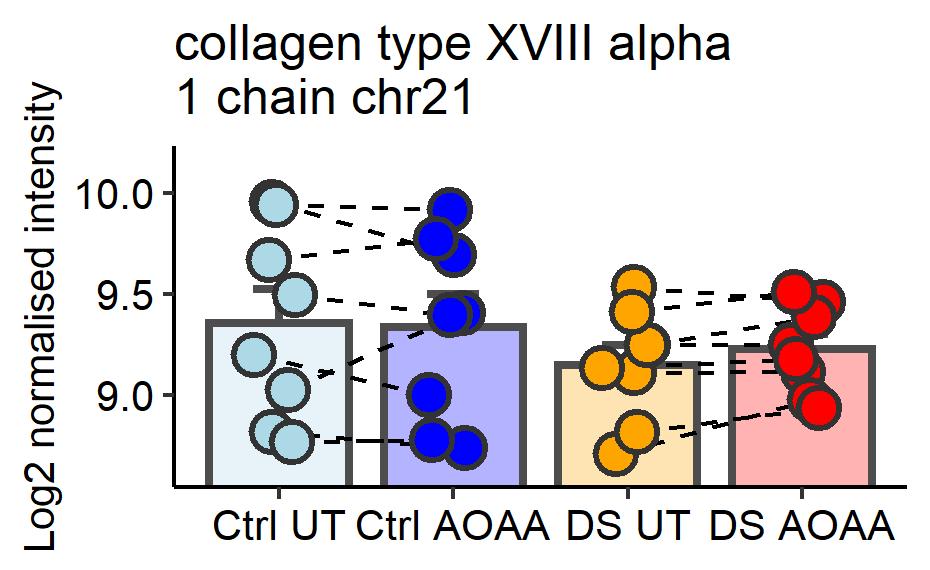 collagen type XVIII alpha
1 chain chr21
Log2 normalised intensity
10.0
9.5
9.0
Ctrl UT Ctrl AOAA DS UT DS AOAA